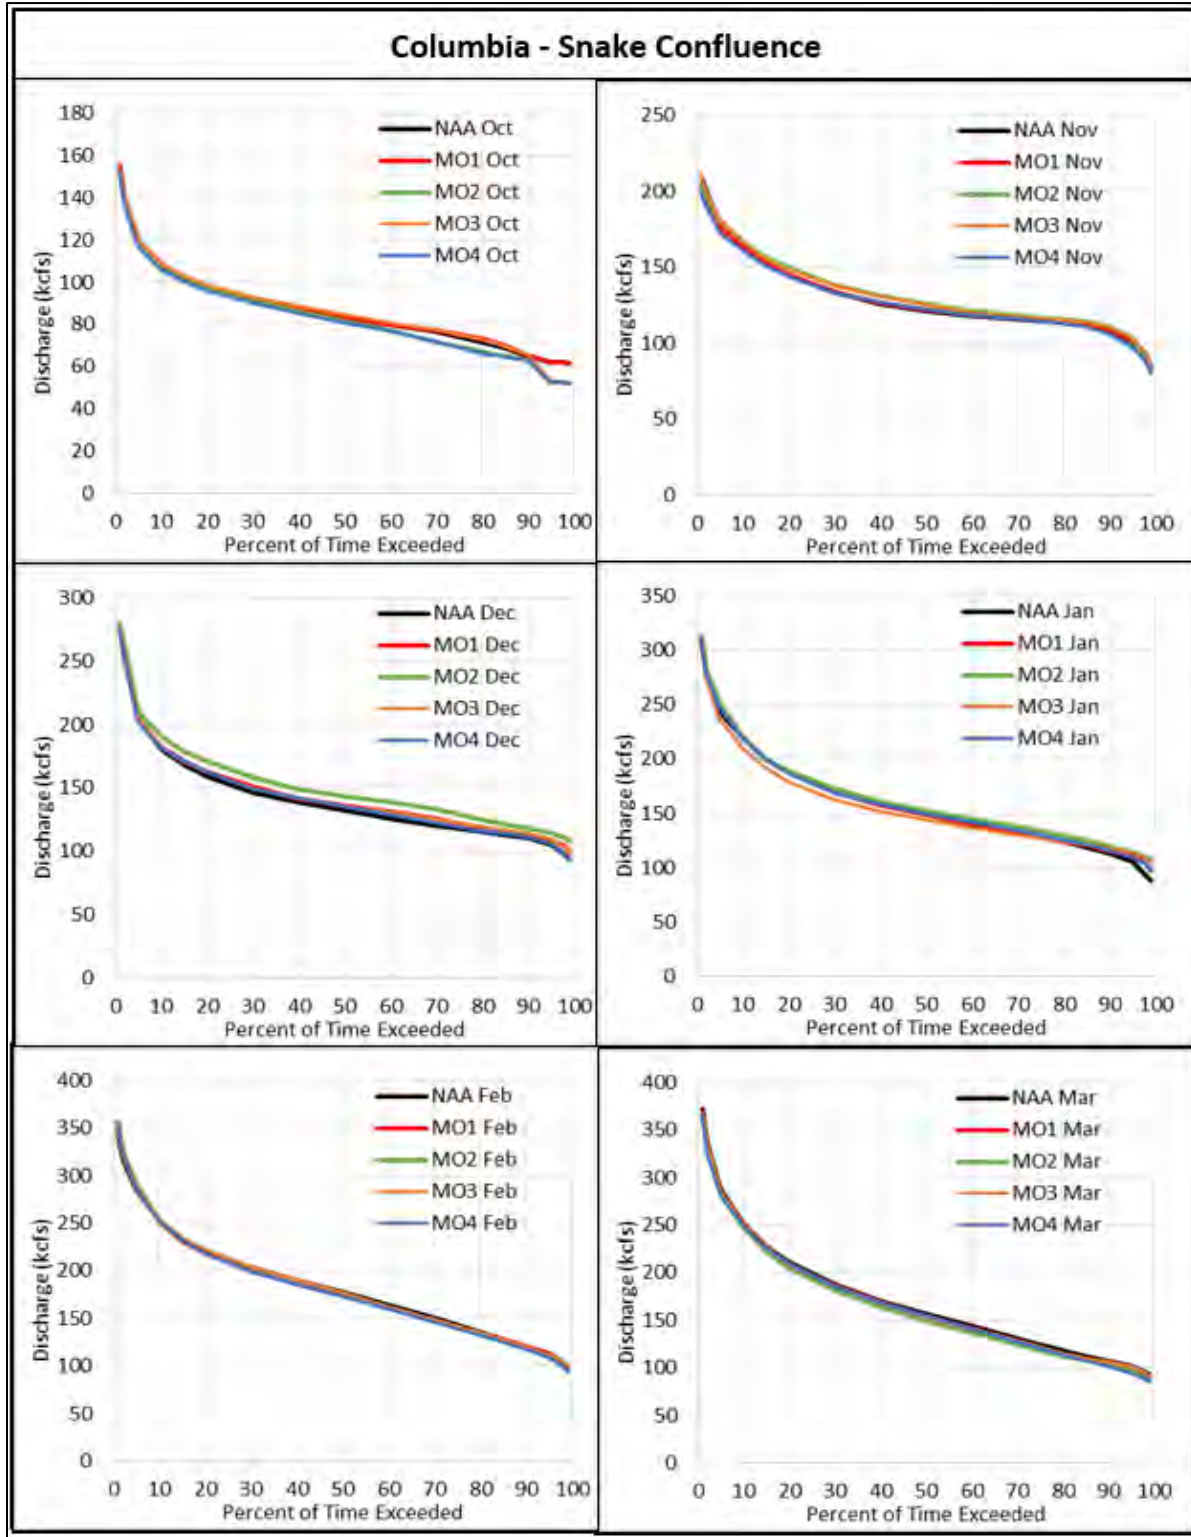 Columbia - Snake Confluence
180
160
140
120
100
80
60
40
20
0
Discharge (kcfs)
NAA Oct
MO1 Oct
MO2 Oct
MO3 Oct
MO4 Oct
0 10 20 30 40 50 60 70 80 90 100
Percent of Time Exceeded
250
200
150
100
50
0
Discharge (kcfs)
NAA Nov
MO1 Nov
MO2 Nov
MO3 Nov
MO4 Nov
0 10 20 30 40 50 60 70 80 90 100
Percent of Time Exceeded
300
250
200
150
100
50
0
Discharge (kcfs)
NAA Dec
MO1 Dec
MO2 Dec
MO3 Dec
MO4 Dec
0 10 20 30 40 50 60 70 80 90 100
Percent of Time Exceeded
350
300
250
200
150
100
50
0
Discharge (kcfs)
NAA Jan
MO1 Jan
MO2 Jan
MO3 Jan
MO4 Jan
0 10 20 30 40 50 60 70 80 90 100
Percent of Time Exceeded
400
350
300
250
200
150
100
50
0
Discharge (kcfs)
NAA Feb
MO1 Feb
MO2 Feb
MO3 Feb
MO4 Feb
0 10 20 30 40 50 60 70 80 90 100
Percent of Time Exceeded
400
350
300
250
200
150
100
50
0
Discharge (kcfs)
NAA Mar
MO1 Mar
MO2 Mar
MO3 Mar
MO4 Mar
0 10 20 30 40 50 60 70 80 90 100
Percent of Time Exceeded